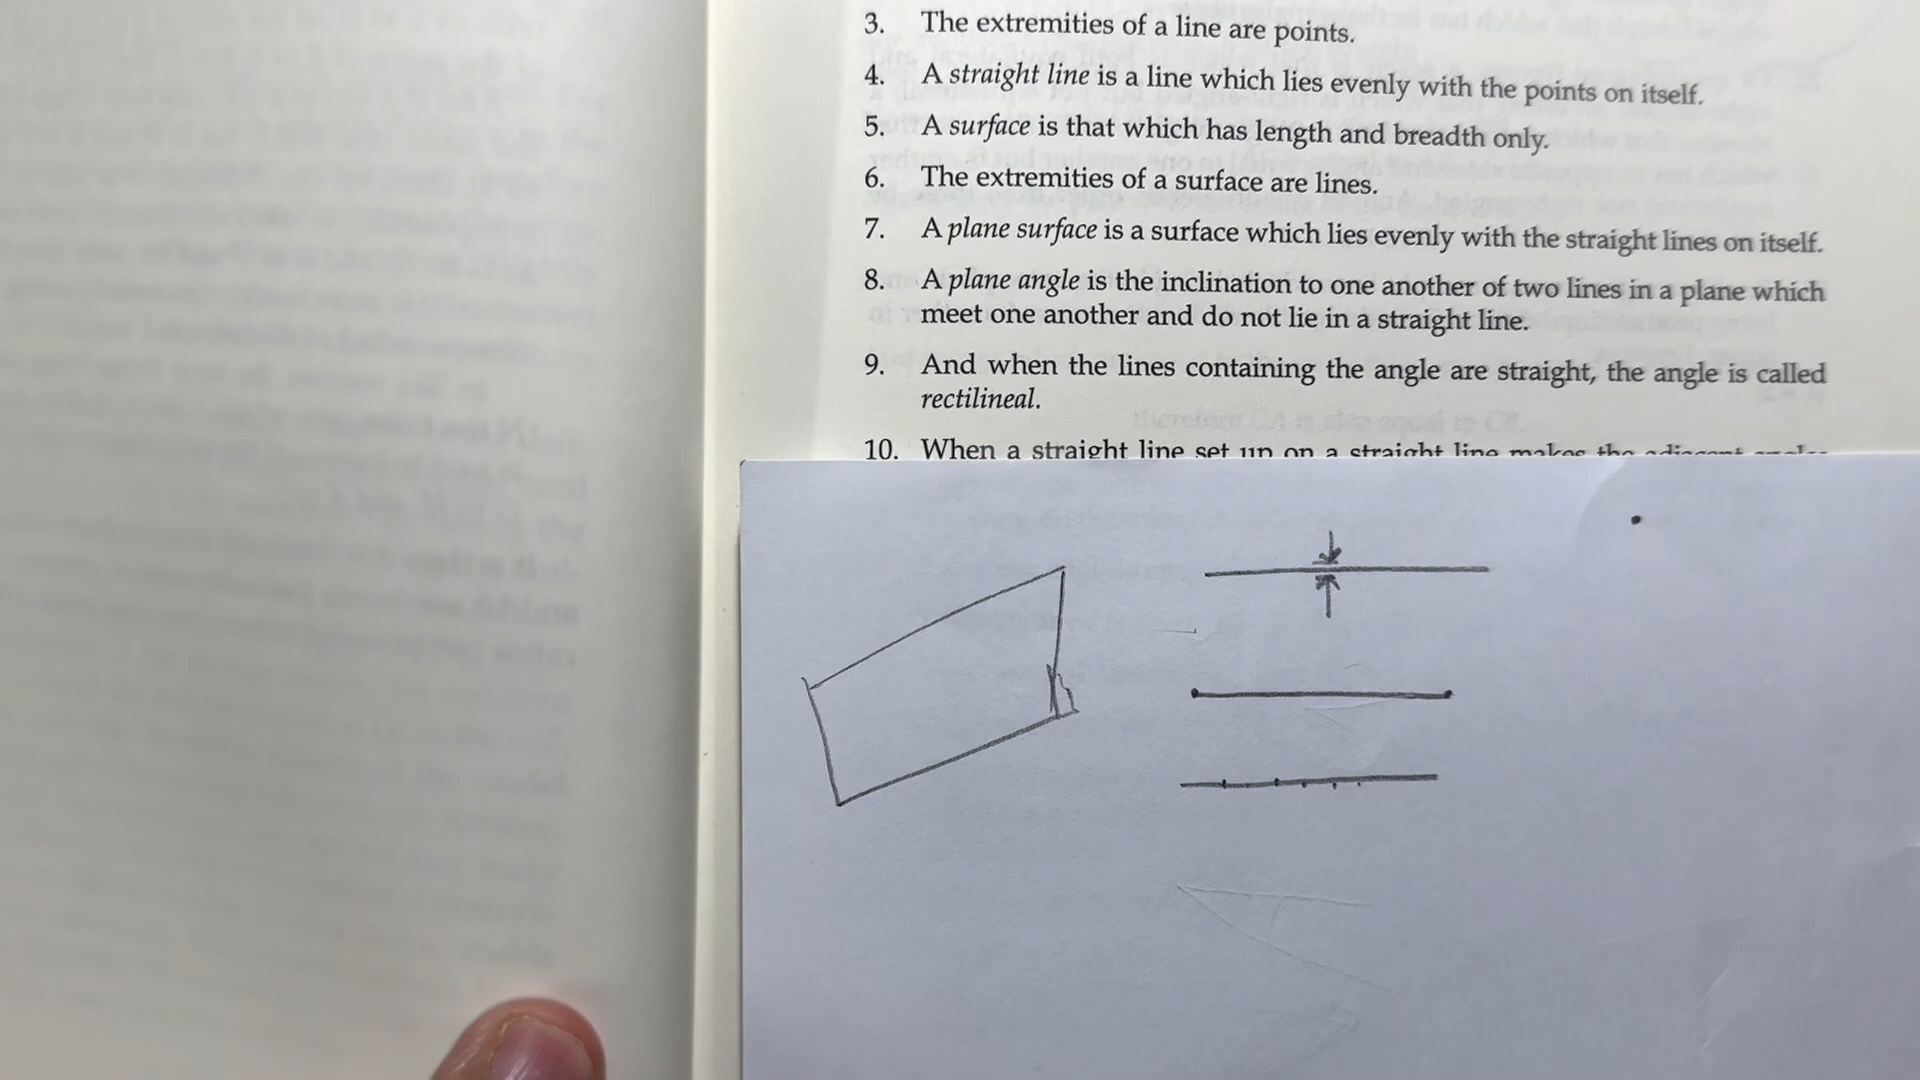 3. The extremities of a line are points.
4. A straight line is a line which lies evenly with the points on itself.
5. A surface is that which has length and breadth only.
6. The extremities of a surface are lines.
7. A plane surface is a surface which lies evenly with the straight lines on itself.
8. A plane angle is the inclination to one another of two lines in a plane which
meet one another and do not lie in a straight line.
9. And when the lines containing the angle are straight, the angle is called
rectilineal.
10. When a straight line set up on a straight line makes the adjacent angles